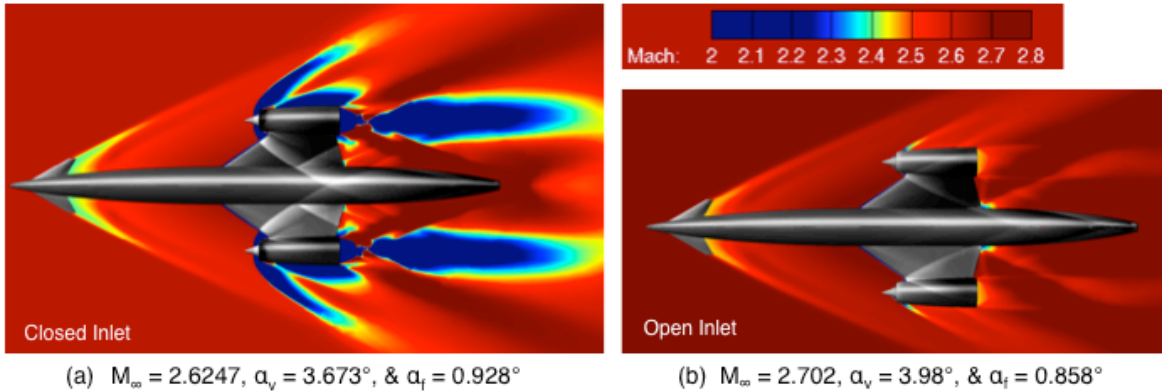 Mach: 2 2.1 2.2 2.3 2.4 2.5 2.6 2.7 2.8
Closed Inlet
Open Inlet
(a) M∞ = 2.6247, αv = 3.673°, & αf = 0.928°
(b) M∞ = 2.702, αv = 3.98°, & αf = 0.858°